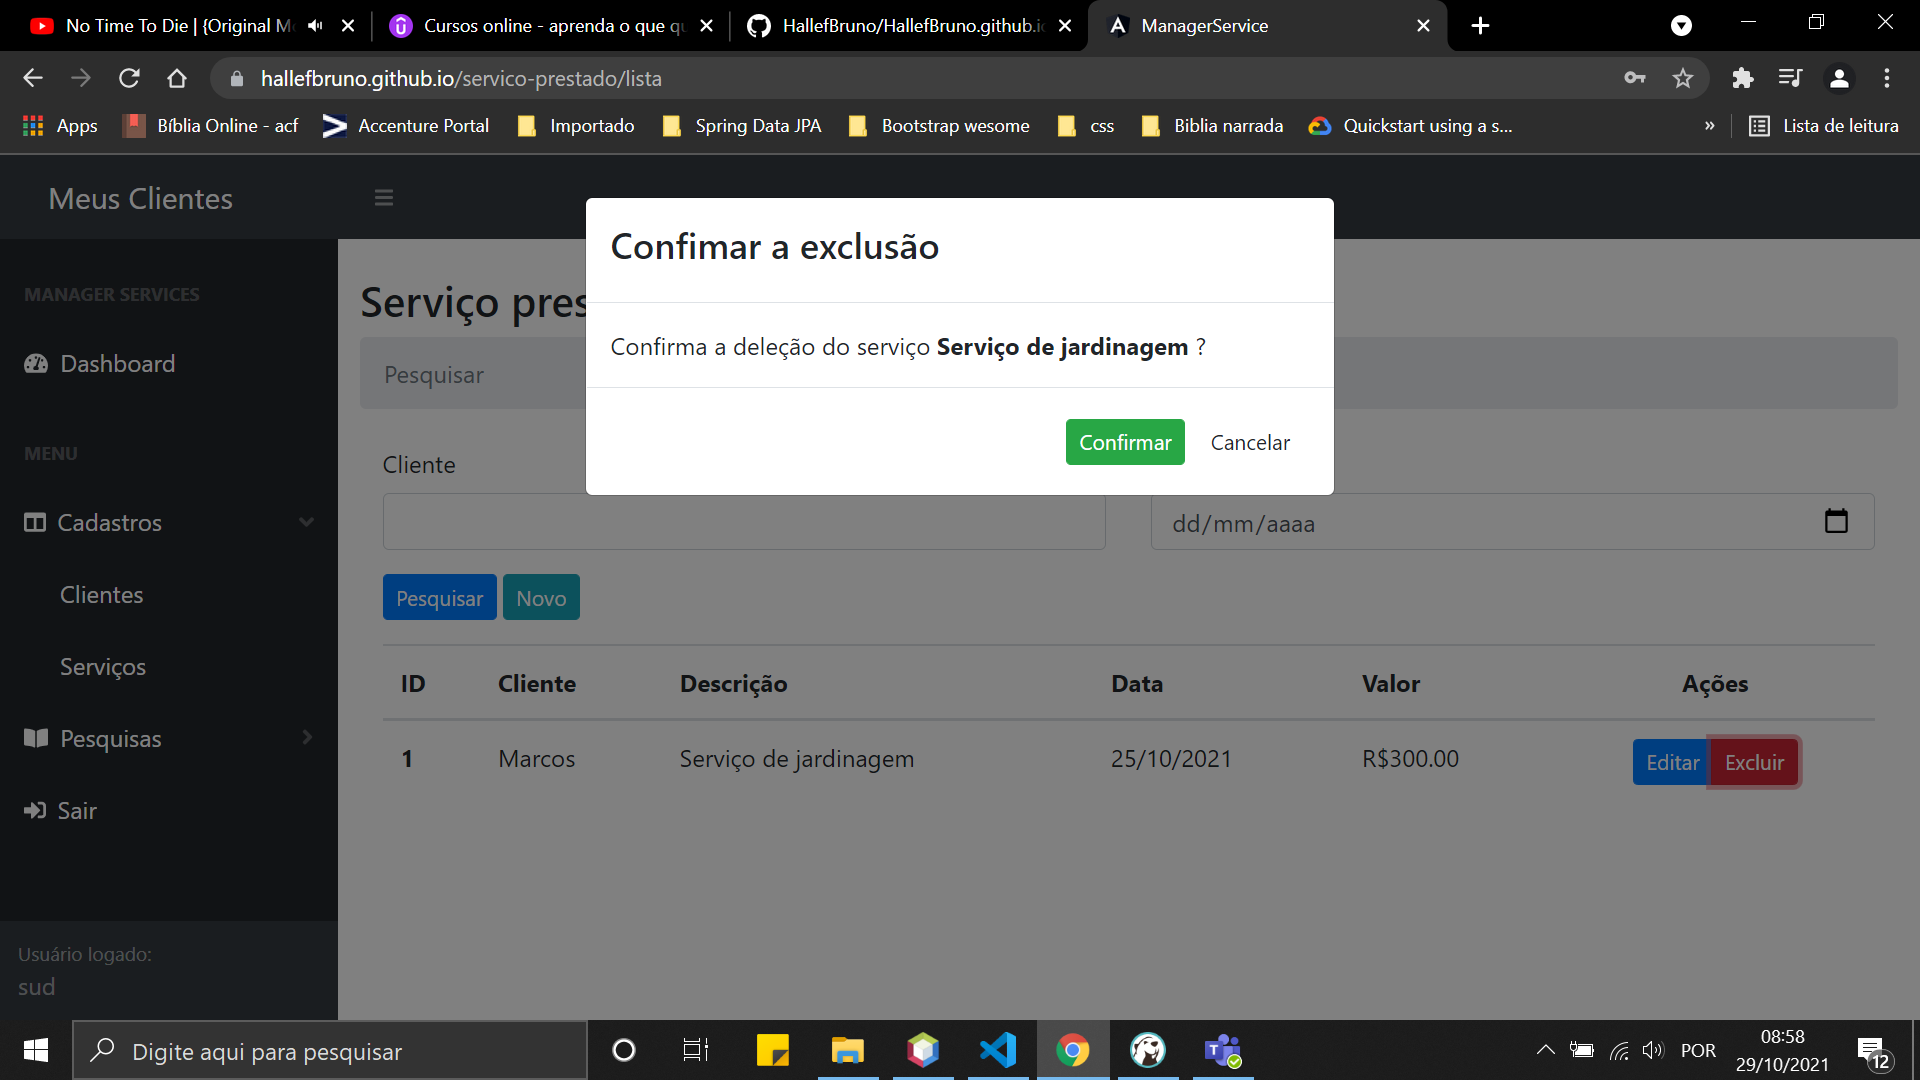 No Time To Die | {Original M
Cursos online - aprenda o que qu
HallefBruno/HallefBruno.github.io
ManagerService
hallefbruno.github.io/servico-prestado/lista
Apps
Bíblia Online - acf
Accenture Portal
Importado
Spring Data JPA
Bootstrap wesome
css
Biblia narrada
Quickstart using a s...
»
Lista de leitura
Meus Clientes
MANAGER SERVICES
Dashboard
MENU
Cadastros
Clientes
Serviços
Pesquisas
Sair
Usuário logado:
sud
Confimar a exclusão
Confirma a deleção do serviço Serviço de jardinagem ?
Confirmar Cancelar
Serviço pres
Pesquisar
Cliente
dd/mm/aaaa
Pesquisar Novo
ID Cliente Descrição Data Valor Ações
1 Marcos Serviço de jardinagem 25/10/2021 R$300.00 Editar Excluir
Digite aqui para pesquisar
POR
08:58
29/10/2021
12